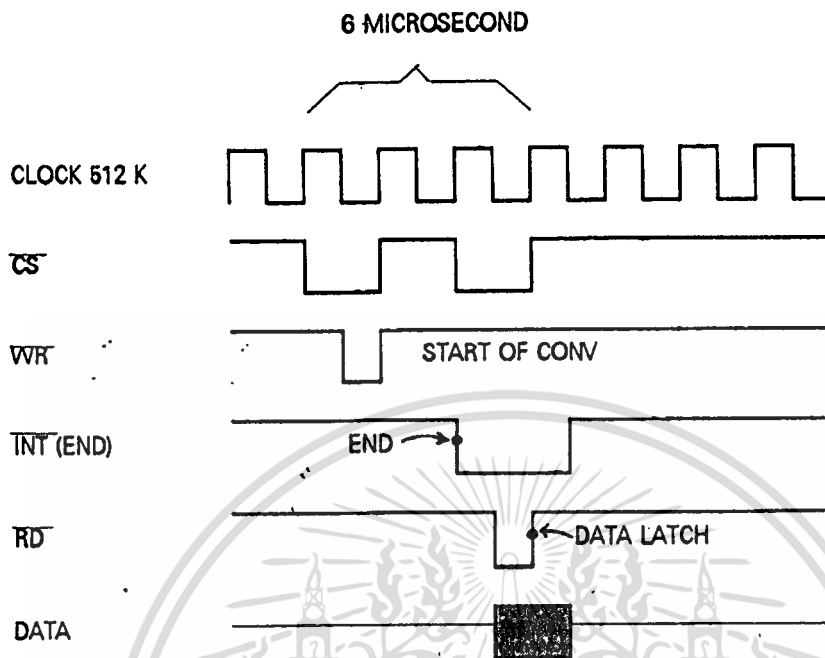 6 MICROSECOND
CLOCK 512 K
CS
WR
START OF CONV
INT (END)
END
RD
DATA LATCH
DATA